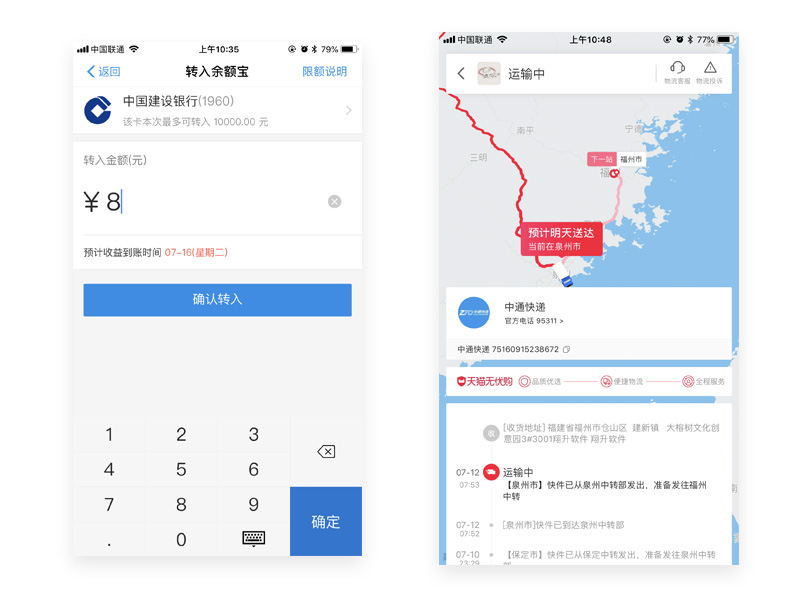 中国联通
上午10:35
79%
返回
转入余额宝
限额说明
中国建设银行(1960)
该卡本次最多可转入 10000.00 元
转入金额(元)
¥ 8
预计收益到账时间 07-16(星期二)
确认转入
1 2 3
4 5 6
7 8 9
. 0
确定
中国联通
上午10:48
77%
运输中
物流客服
物流投诉
南平
宁德
三明
下一站 福州市
福
预计明天送达
当前在泉州市
中通快递
官方电话 95311 >
中通快递 75160915238672
天猫无忧购
品质优选
便捷物流
全程服务
收
[收货地址] 福建省福州市仓山区 建新镇 大榕树文化创
意园3#3001翔升软件 翔升软件
07-12 运输中
07:53 【泉州市】快件已从泉州中转部发出，准备发往福州
中转
07-12 [泉州市]快件已到达泉州中转部
07:52
07-10 【保定市】快件已从保定中转发出，准备发往泉州中转
23:29